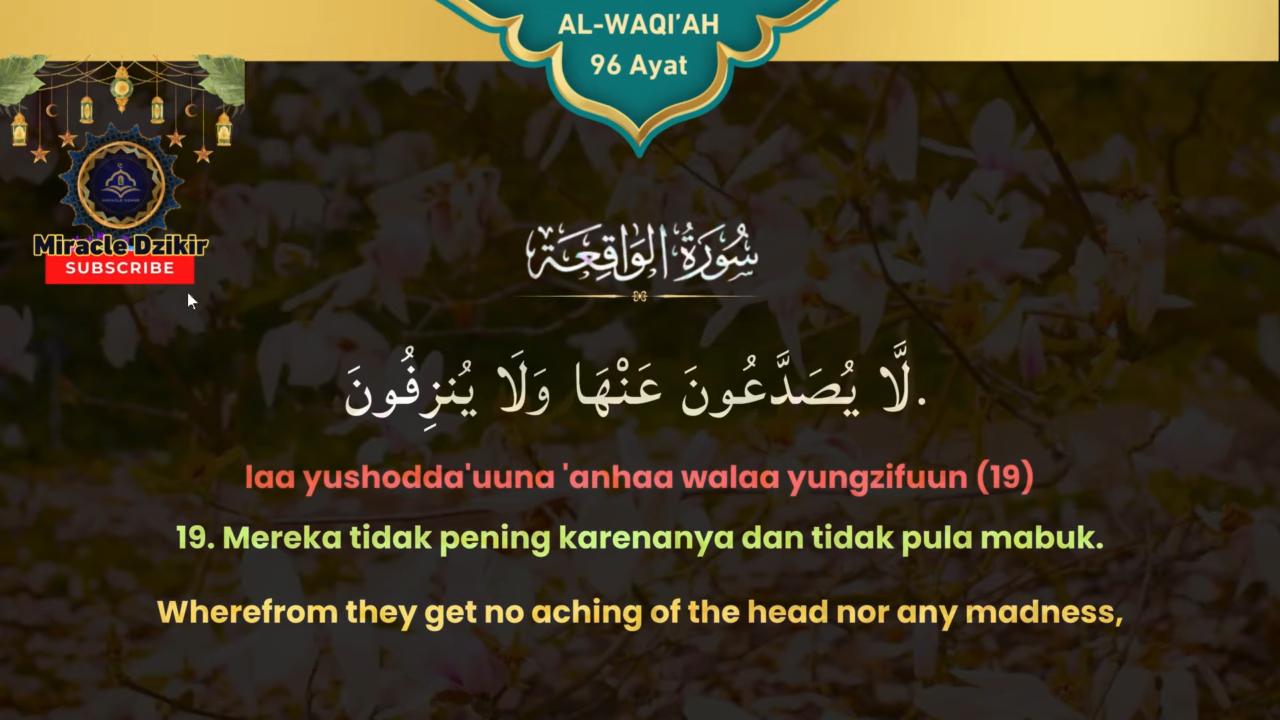 AL-WAQI'AH
96 Ayat
Miracle Dzikir
SUBSCRIBE
سُورَةُ الوَاقِعَة
لَّا يُصَدَّعُونَ عَنْهَا وَلَا يُنزِفُونَ.
laa yushodda'uuna 'anhaa walaa yungzifuun (19)
19. Mereka tidak pening karenanya dan tidak pula mabuk.
Wherefrom they get no aching of the head nor any madness,